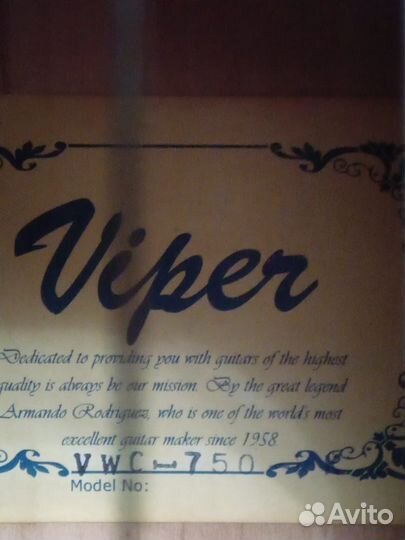 Viper
Dedicated to providing you with guitars of the highest
quality is always be our mission. By the great legend
Armando Rodriguez, who is one of the world's most
excellent guitar maker since 1958.
VWC-750
Model No:
Avito